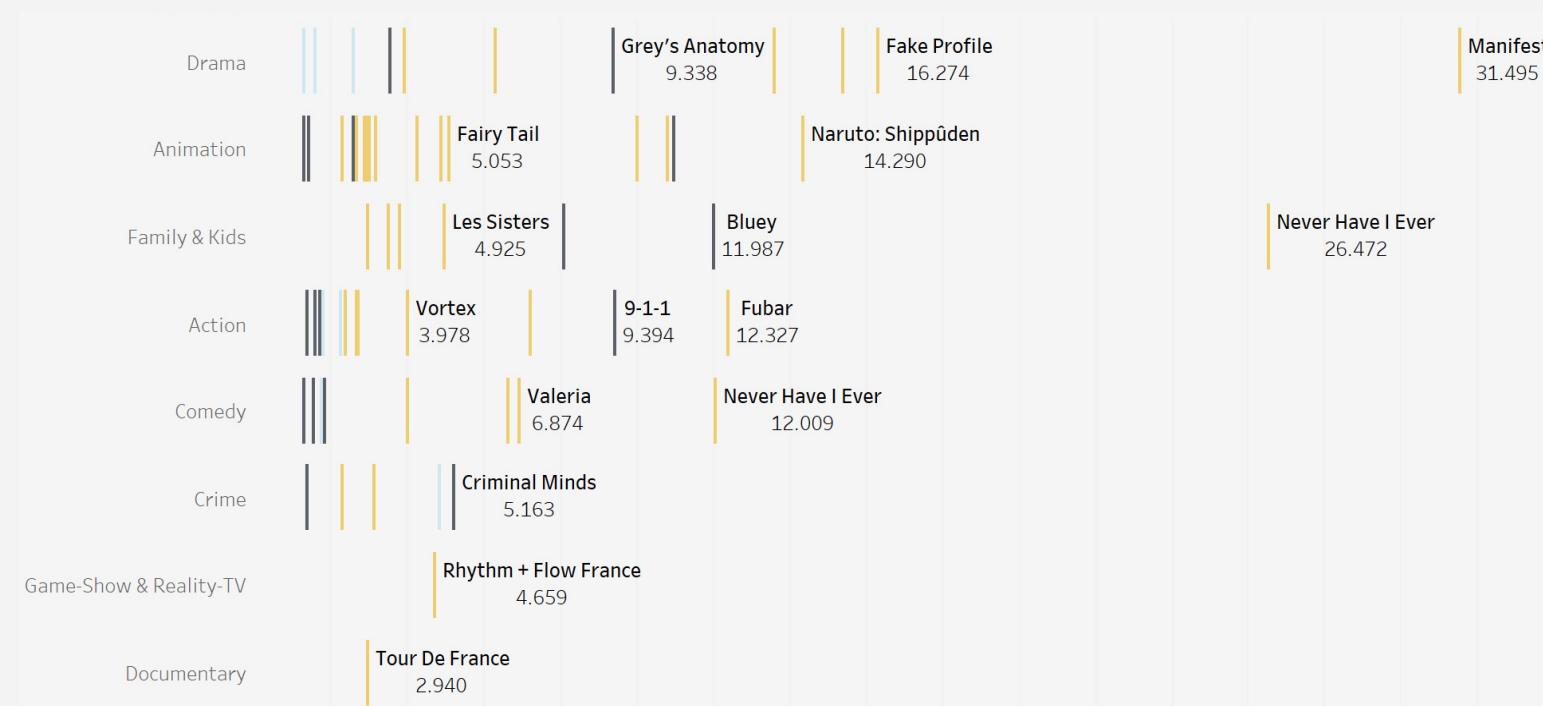 Drama
Grey's Anatomy
9.338
Fake Profile
16.274
Manifest
31.495
Animation
Fairy Tail
5.053
Naruto: Shippûden
14.290
Family & Kids
Les Sisters
4.925
Bluey
11.987
Never Have I Ever
26.472
Action
Vortex
3.978
9-1-1
9.394
Fubar
12.327
Comedy
Valeria
6.874
Never Have I Ever
12.009
Crime
Criminal Minds
5.163
Game-Show & Reality-TV
Rhythm + Flow France
4.659
Documentary
Tour De France
2.940